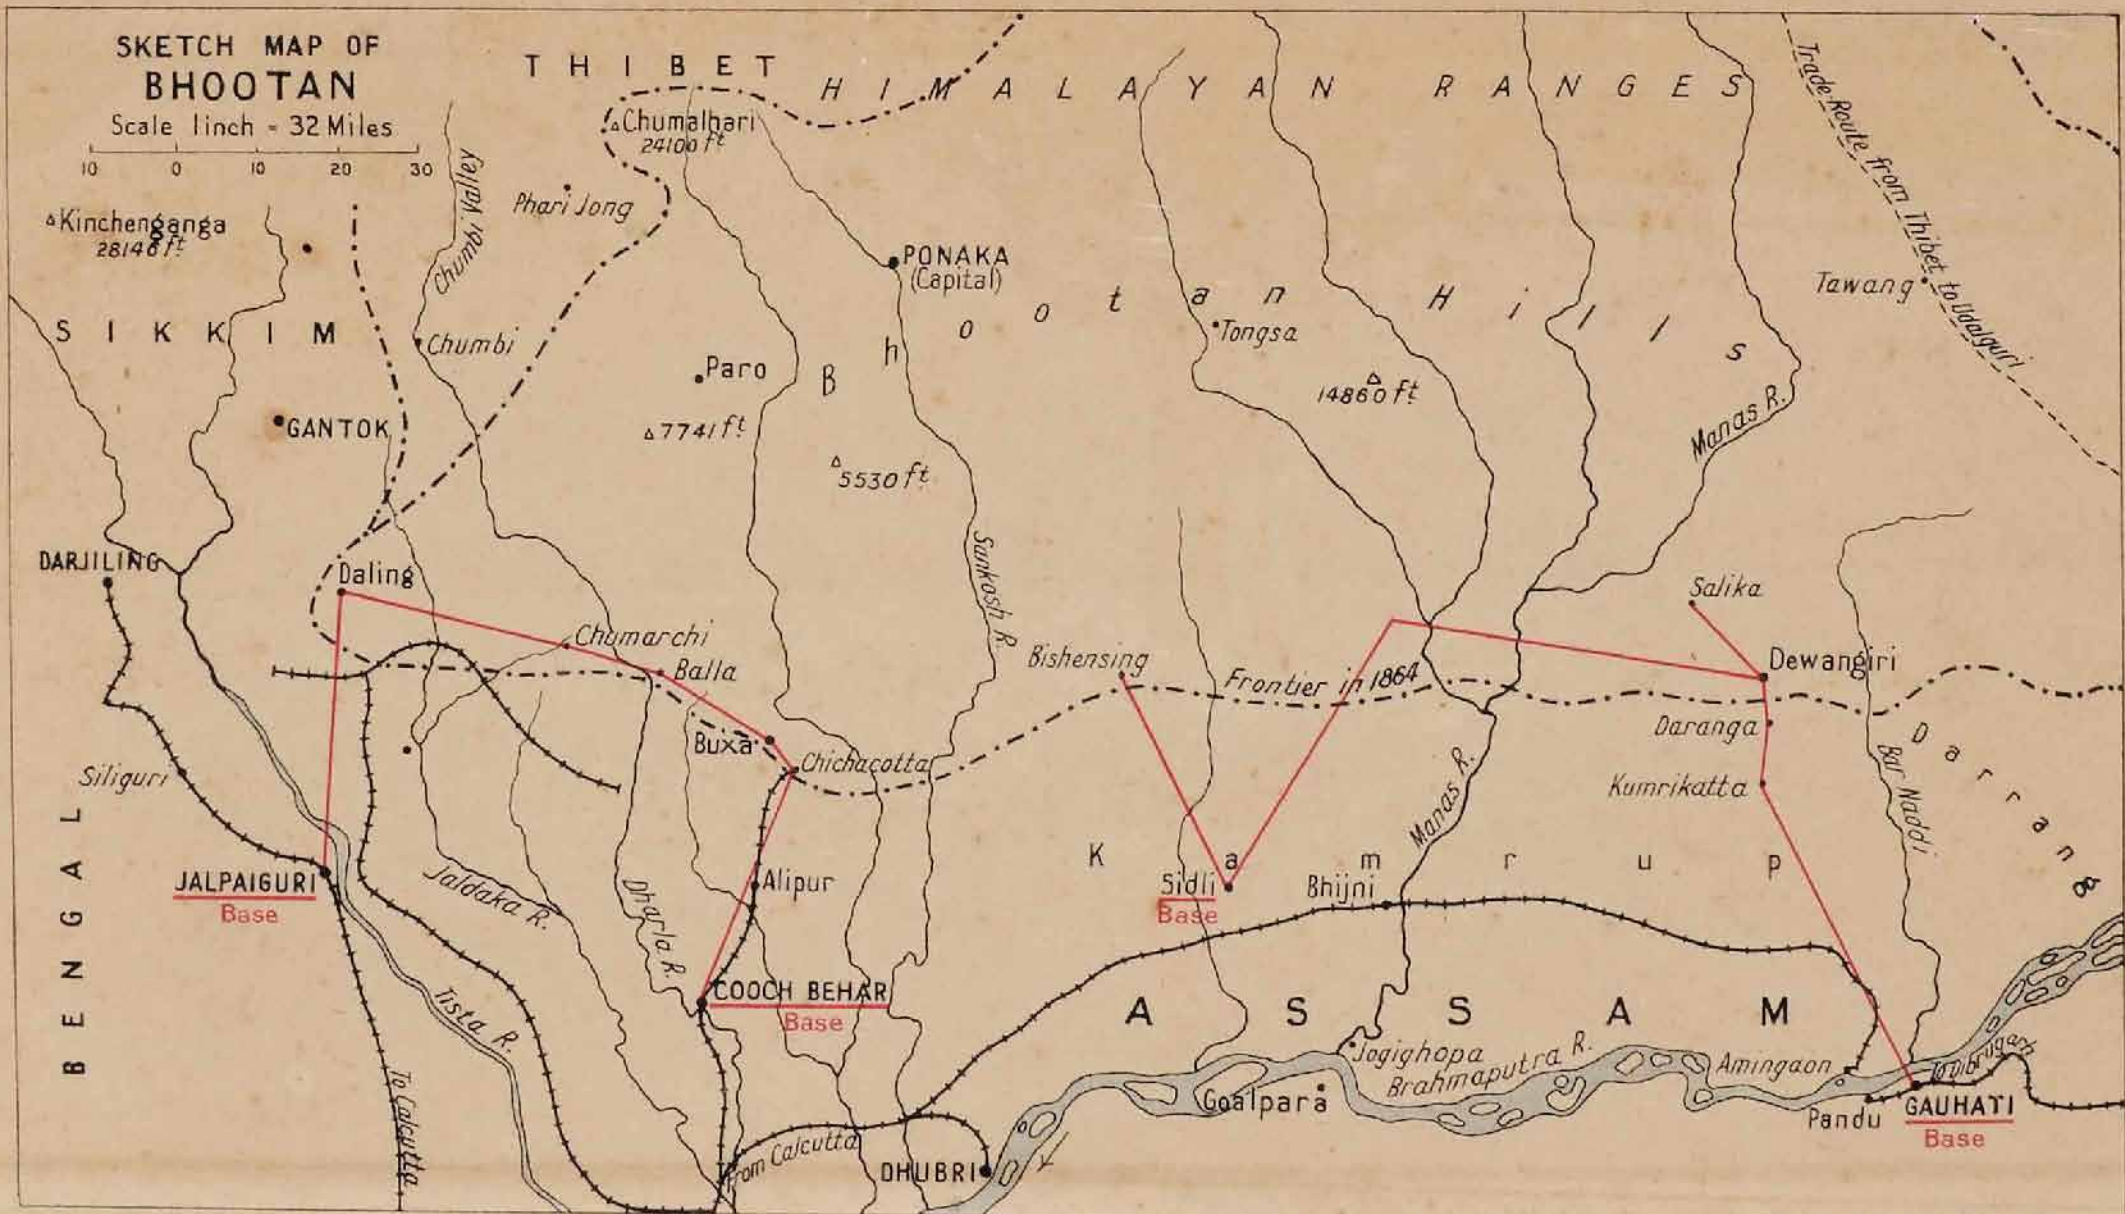 SKETCH MAP OF
BHOOTAN
Scale 1 inch = 32 Miles
10 0 10 20 30
THIBET
HIMALAYAN RANGES
Chumalhari
24100 ft
Phari Jong
Chumbi Valley
Kinchenganga
28146 ft
SIKKIM
Chumbi
GANTOK
PONAKA
(Capital)
Paro
7741 ft
5530 ft
Bhootan Hills
Tongsa
14860 ft
Manas R.
Tawang
Trade Route from Thibet to Udalguri
DARJILING
Daling
Chumarchi
Balla
Buxa
Chichacotta
Sankosh R.
Bishensing
Frontier in 1864
Salika
Dewangiri
Daranga
Kumrikatta
Bar Naddi
Darrang
Siliguri
BENGAL
JALPAIGURI
Base
Jaldaka R.
Dharla R.
Alipur
COOCH BEHAR
Base
Tista R.
To Calcutta
From Calcutta
DHUBRI
Kamrup
Sidli
Base
Bhijni
Manas R.
ASSAM
Jogighopa
Brahmaputra R.
Goalpara
Amingaon
Pandu
To Dibrugarh
GAUHATI
Base